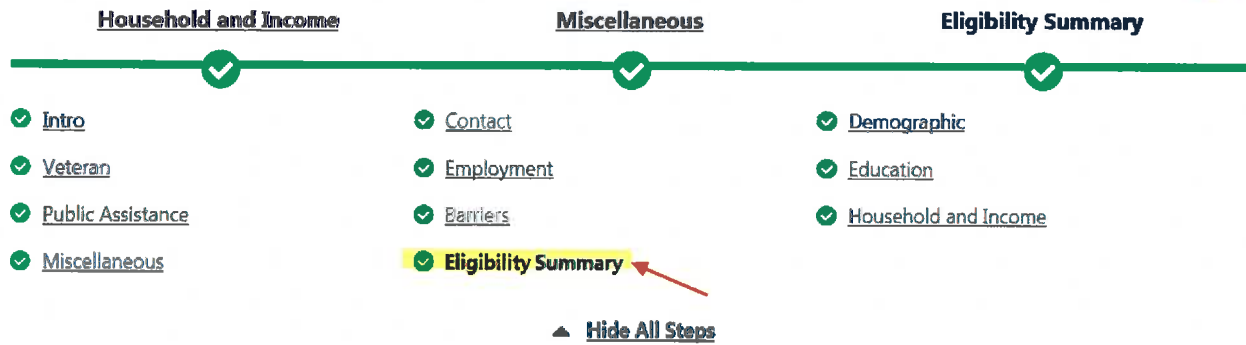 Household and Income Miscellaneous Eligibility Summary
Intro Contact Demographic
Veteran Employment Education
Public Assistance Barriers Household and Income
Miscellaneous Eligibility Summary
Hide All Steps